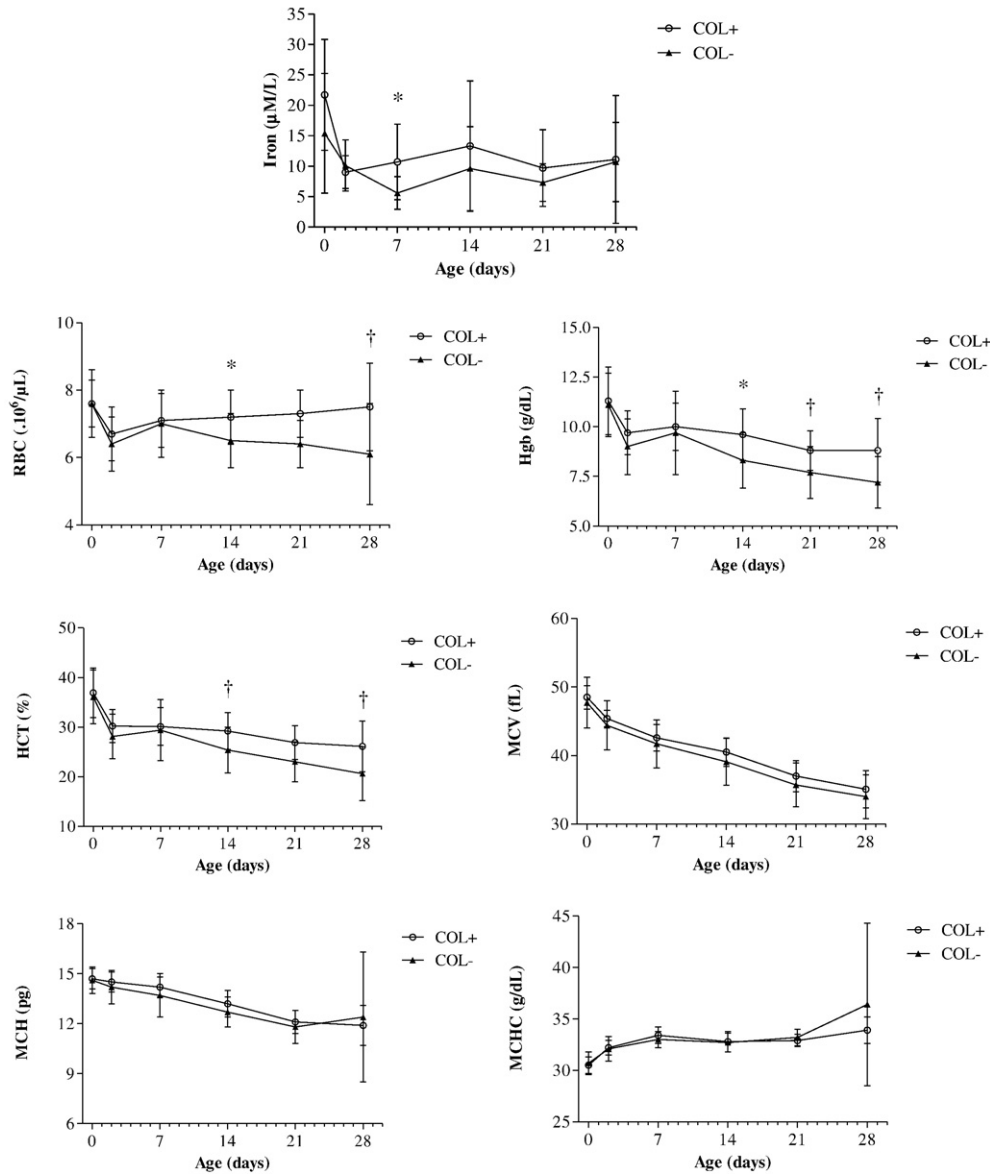 35
30
25
20
15
10
5
0
Iron (µM/L)
*
COL+
COL-
0 7 14 21 28
Age (days)
10
8
6
4
RBC (.10⁶/µL)
* †
COL+
COL-
0 7 14 21 28
Age (days)
15.0
12.5
10.0
7.5
5.0
Hgb (g/dL)
* † †
COL+
COL-
0 7 14 21 28
Age (days)
50
40
30
20
10
HCT (%)
† †
COL+
COL-
0 7 14 21 28
Age (days)
60
50
40
30
MCV (fL)
COL+
COL-
0 7 14 21 28
Age (days)
18
15
12
9
6
MCH (pg)
COL+
COL-
0 7 14 21 28
Age (days)
45
40
35
30
25
MCHC (g/dL)
COL+
COL-
0 7 14 21 28
Age (days)